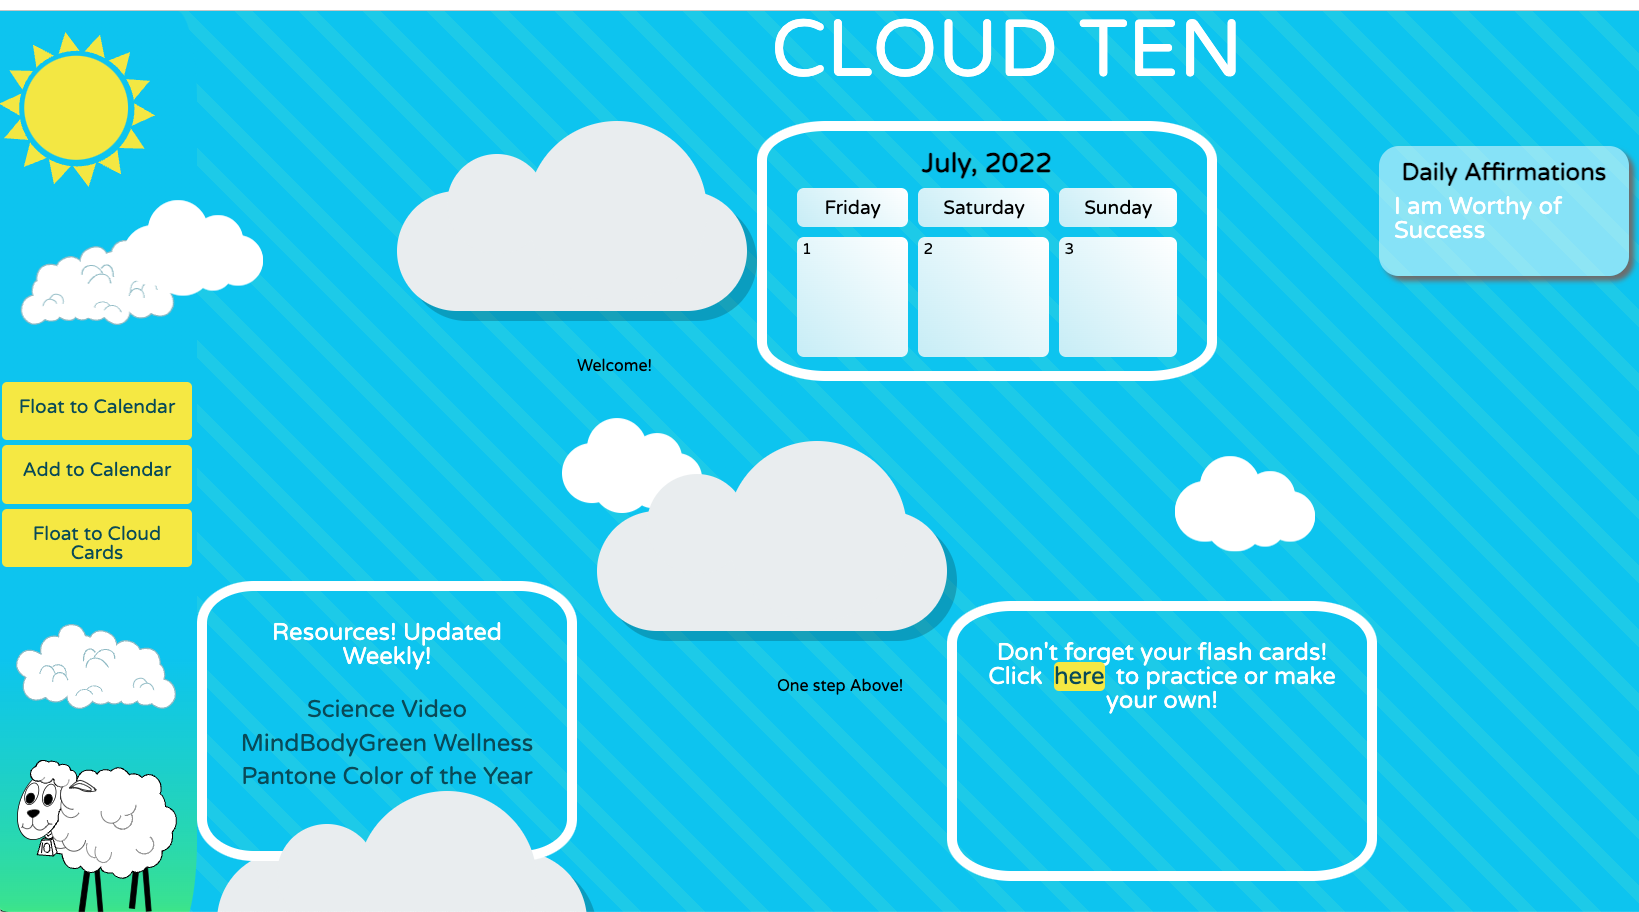 CLOUD TEN
July, 2022
Friday Saturday Sunday
1 2 3
Daily Affirmations
I am Worthy of
Success
Welcome!
Float to Calendar
Add to Calendar
Float to Cloud
Cards
Resources! Updated
Weekly!
Science Video
MindBodyGreen Wellness
Pantone Color of the Year
One step Above!
Don't forget your flash cards!
Click here to practice or make
your own!